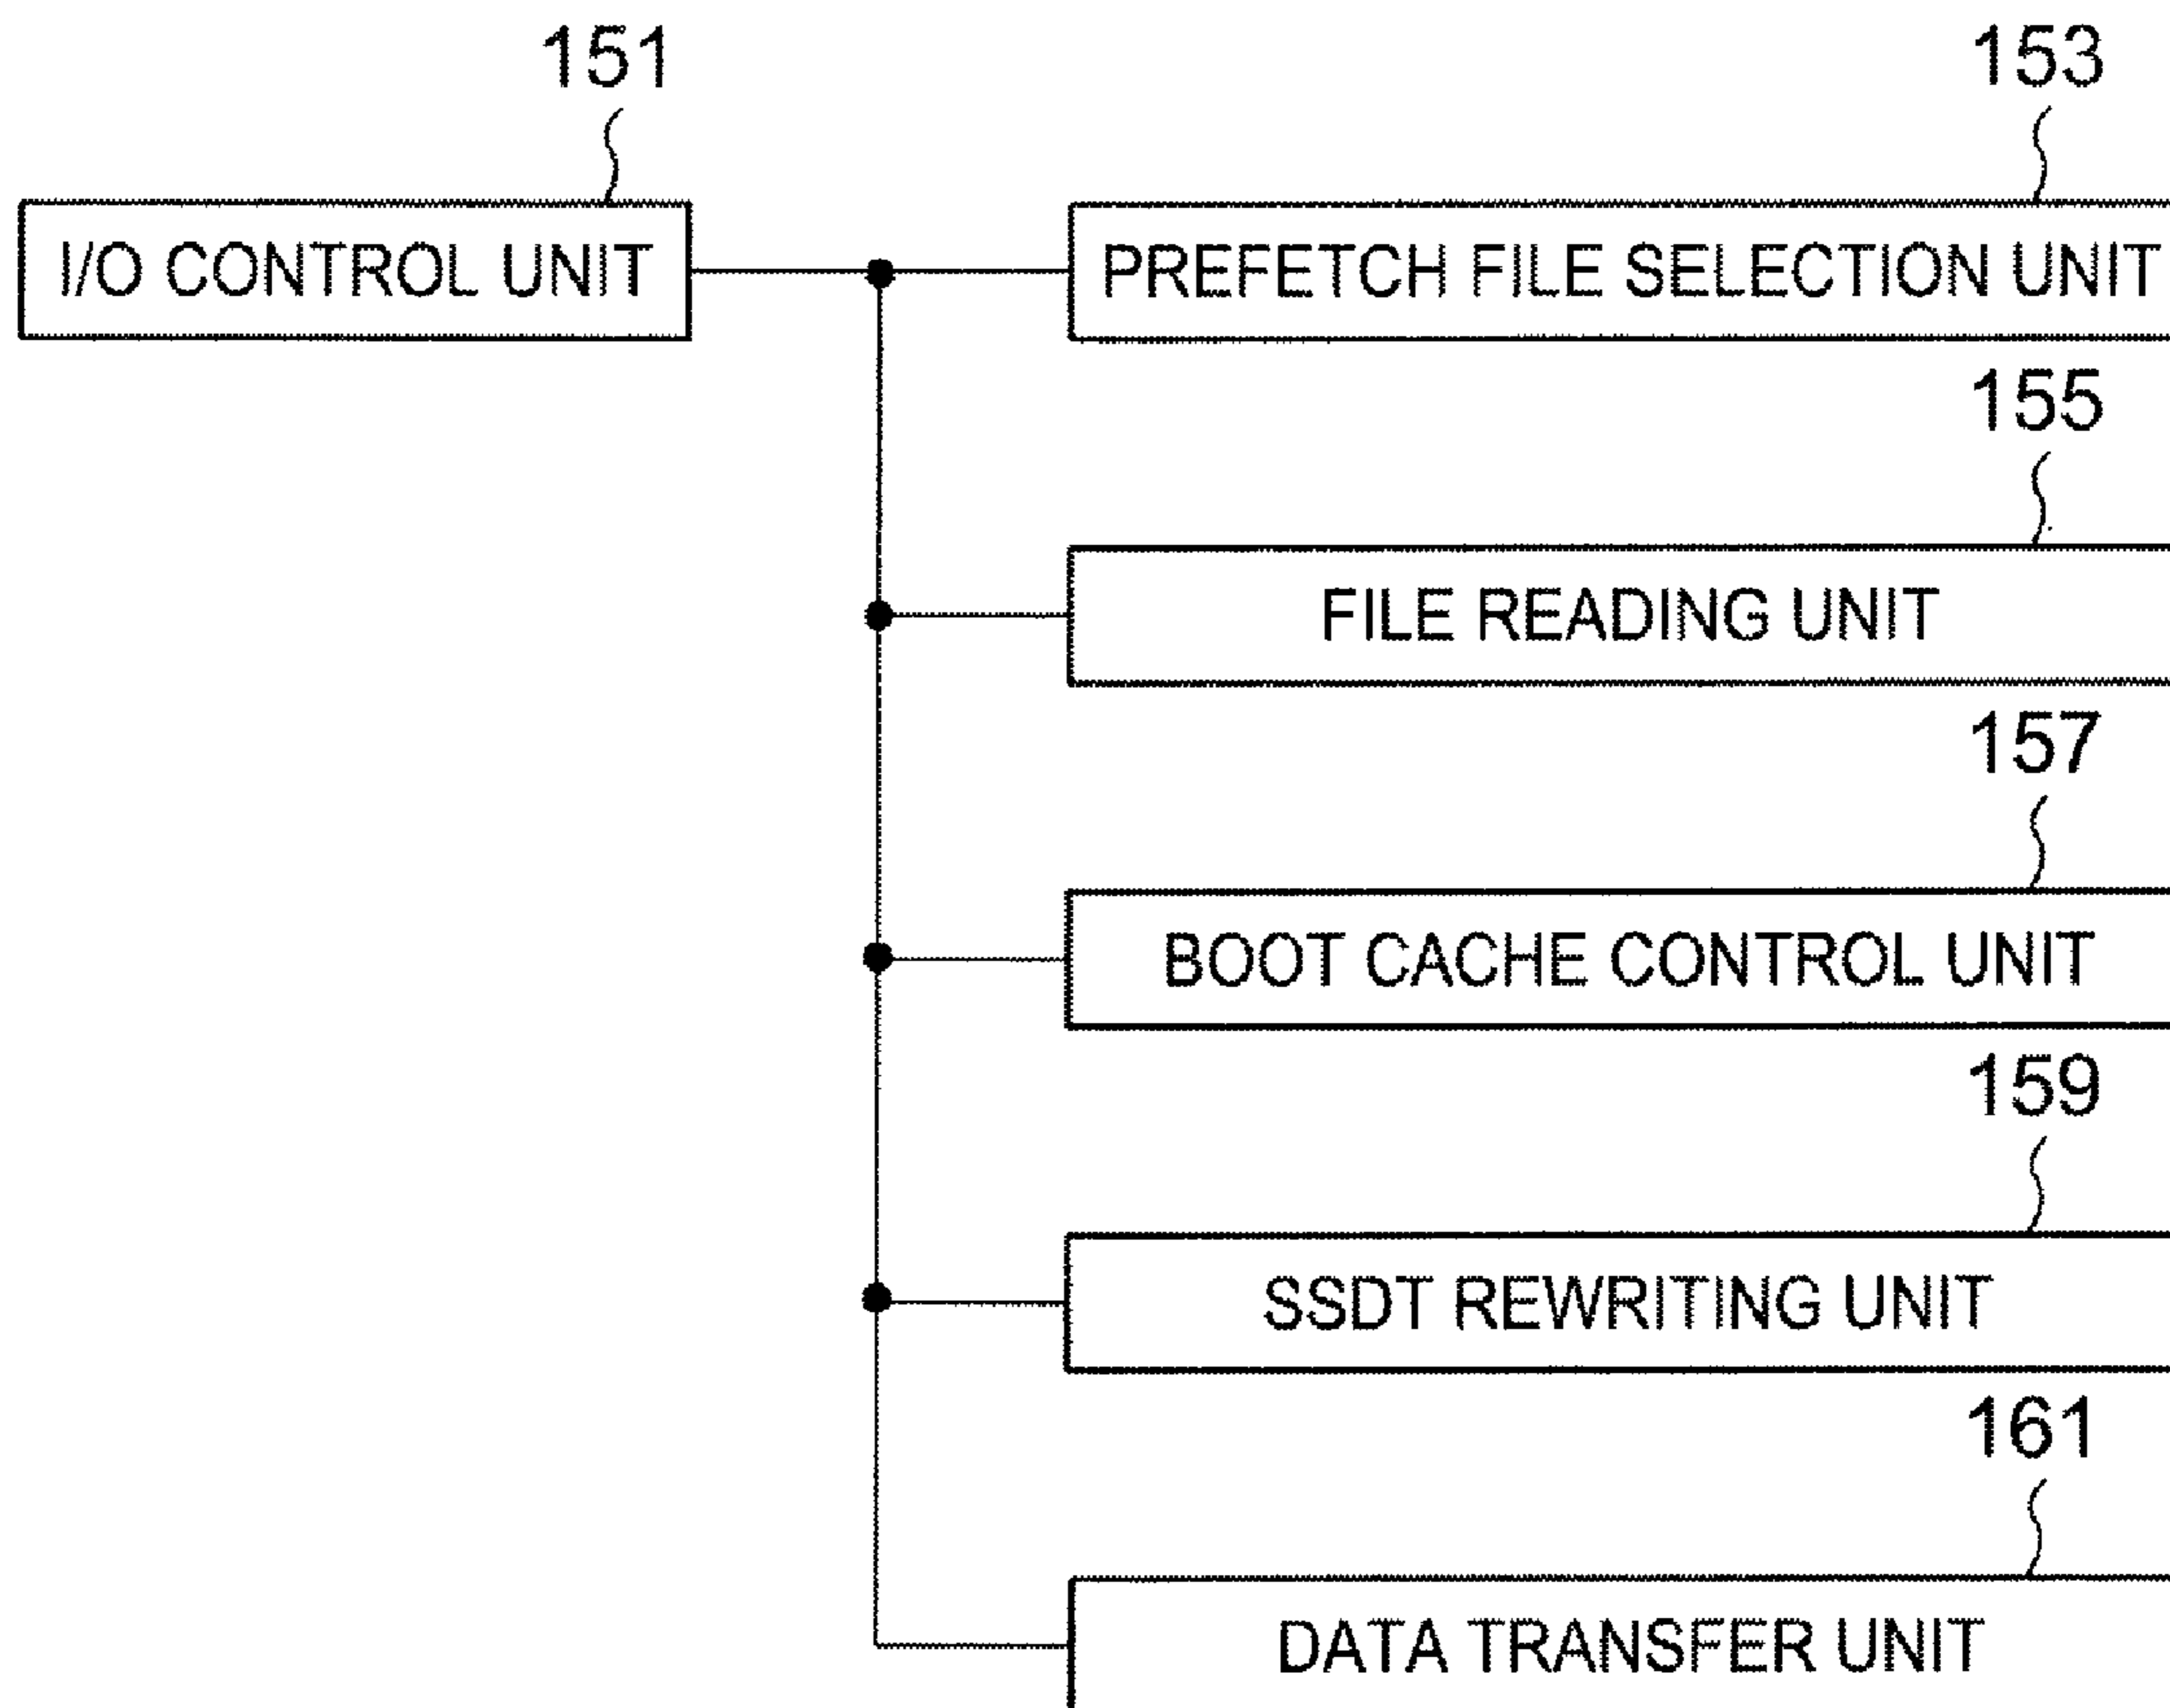 151
153
I/O CONTROL UNIT
PREFETCH FILE SELECTION UNIT
155
FILE READING UNIT
157
BOOT CACHE CONTROL UNIT
159
SSDT REWRITING UNIT
161
DATA TRANSFER UNIT